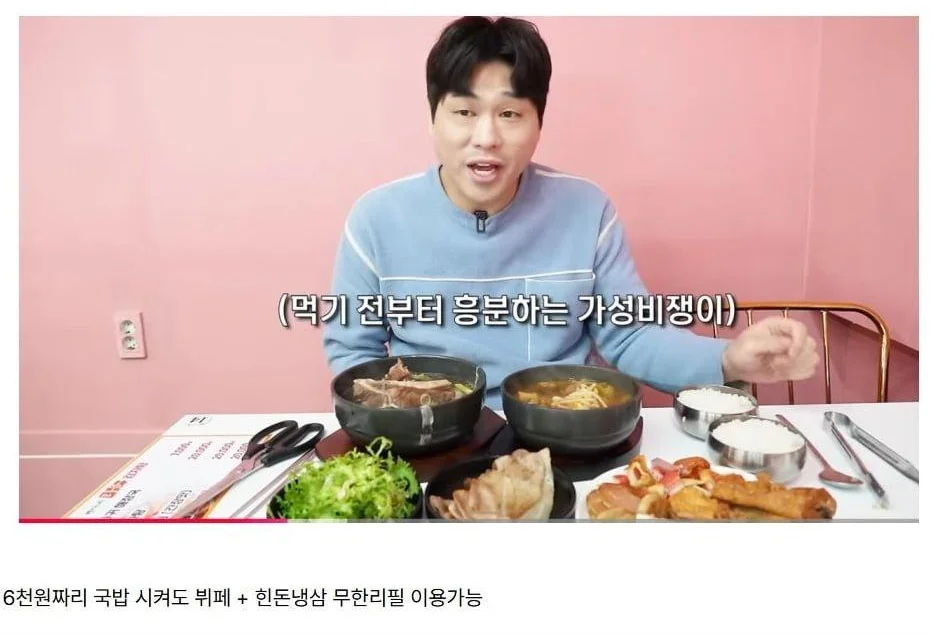 (먹기 전부터 흥분하는 가성비쟁이)
6천원짜리 국밥 시켜도 뷔페 + 힌돈냉삼 무한리필 이용가능